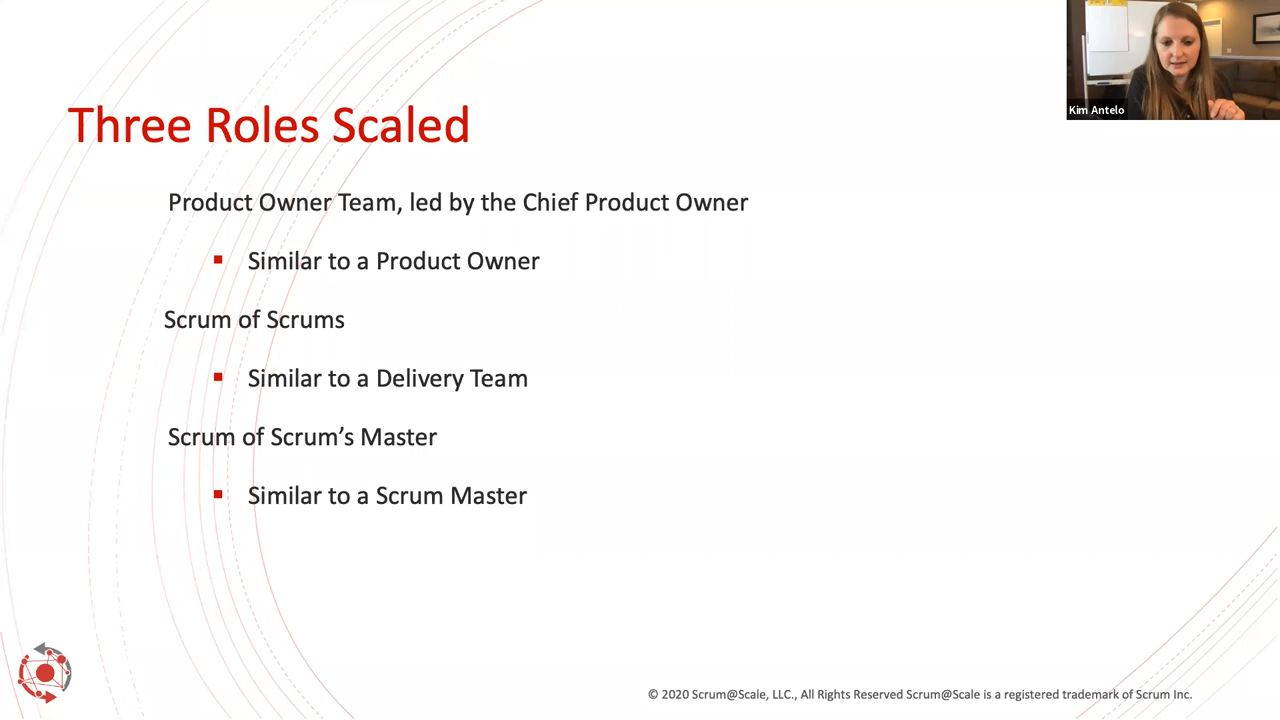 Kim Antelo
Three Roles Scaled
Product Owner Team, led by the Chief Product Owner
▪ Similar to a Product Owner
Scrum of Scrums
▪ Similar to a Delivery Team
Scrum of Scrum’s Master
▪ Similar to a Scrum Master
© 2020 Scrum@Scale, LLC., All Rights Reserved Scrum@Scale is a registered trademark of Scrum Inc.